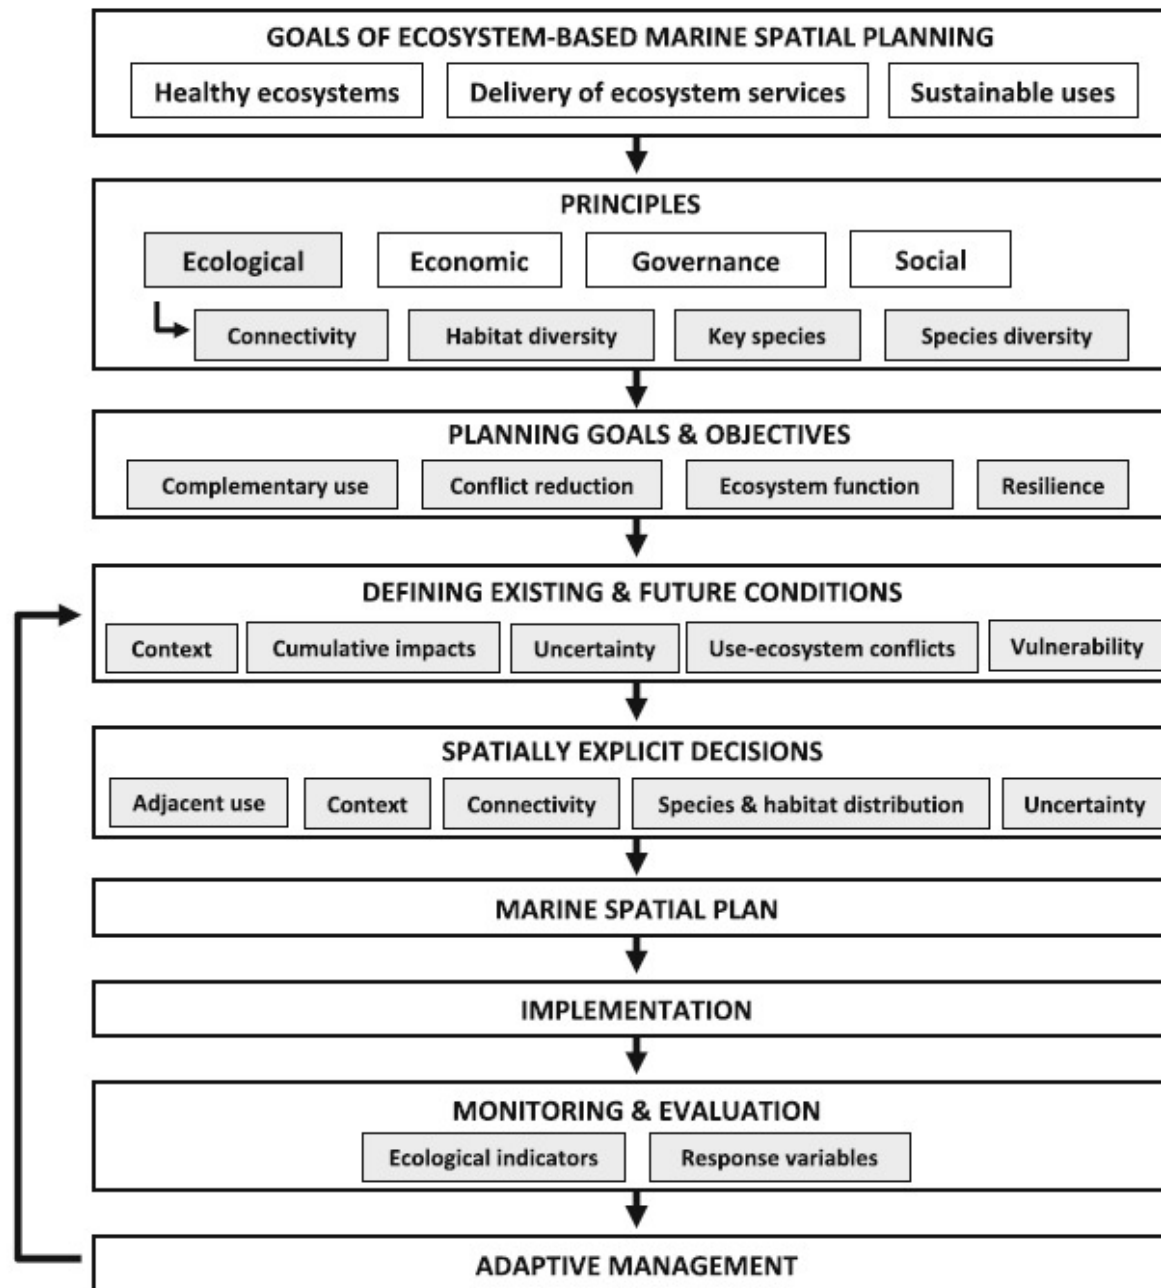 GOALS OF ECOSYSTEM-BASED MARINE SPATIAL PLANNING
Healthy ecosystems
Delivery of ecosystem services
Sustainable uses
PRINCIPLES
Ecological
Economic
Governance
Social
Connectivity
Habitat diversity
Key species
Species diversity
PLANNING GOALS & OBJECTIVES
Complementary use
Conflict reduction
Ecosystem function
Resilience
DEFINING EXISTING & FUTURE CONDITIONS
Context
Cumulative impacts
Uncertainty
Use-ecosystem conflicts
Vulnerability
SPATIALLY EXPLICIT DECISIONS
Adjacent use
Context
Connectivity
Species & habitat distribution
Uncertainty
MARINE SPATIAL PLAN
IMPLEMENTATION
MONITORING & EVALUATION
Ecological indicators
Response variables
ADAPTIVE MANAGEMENT